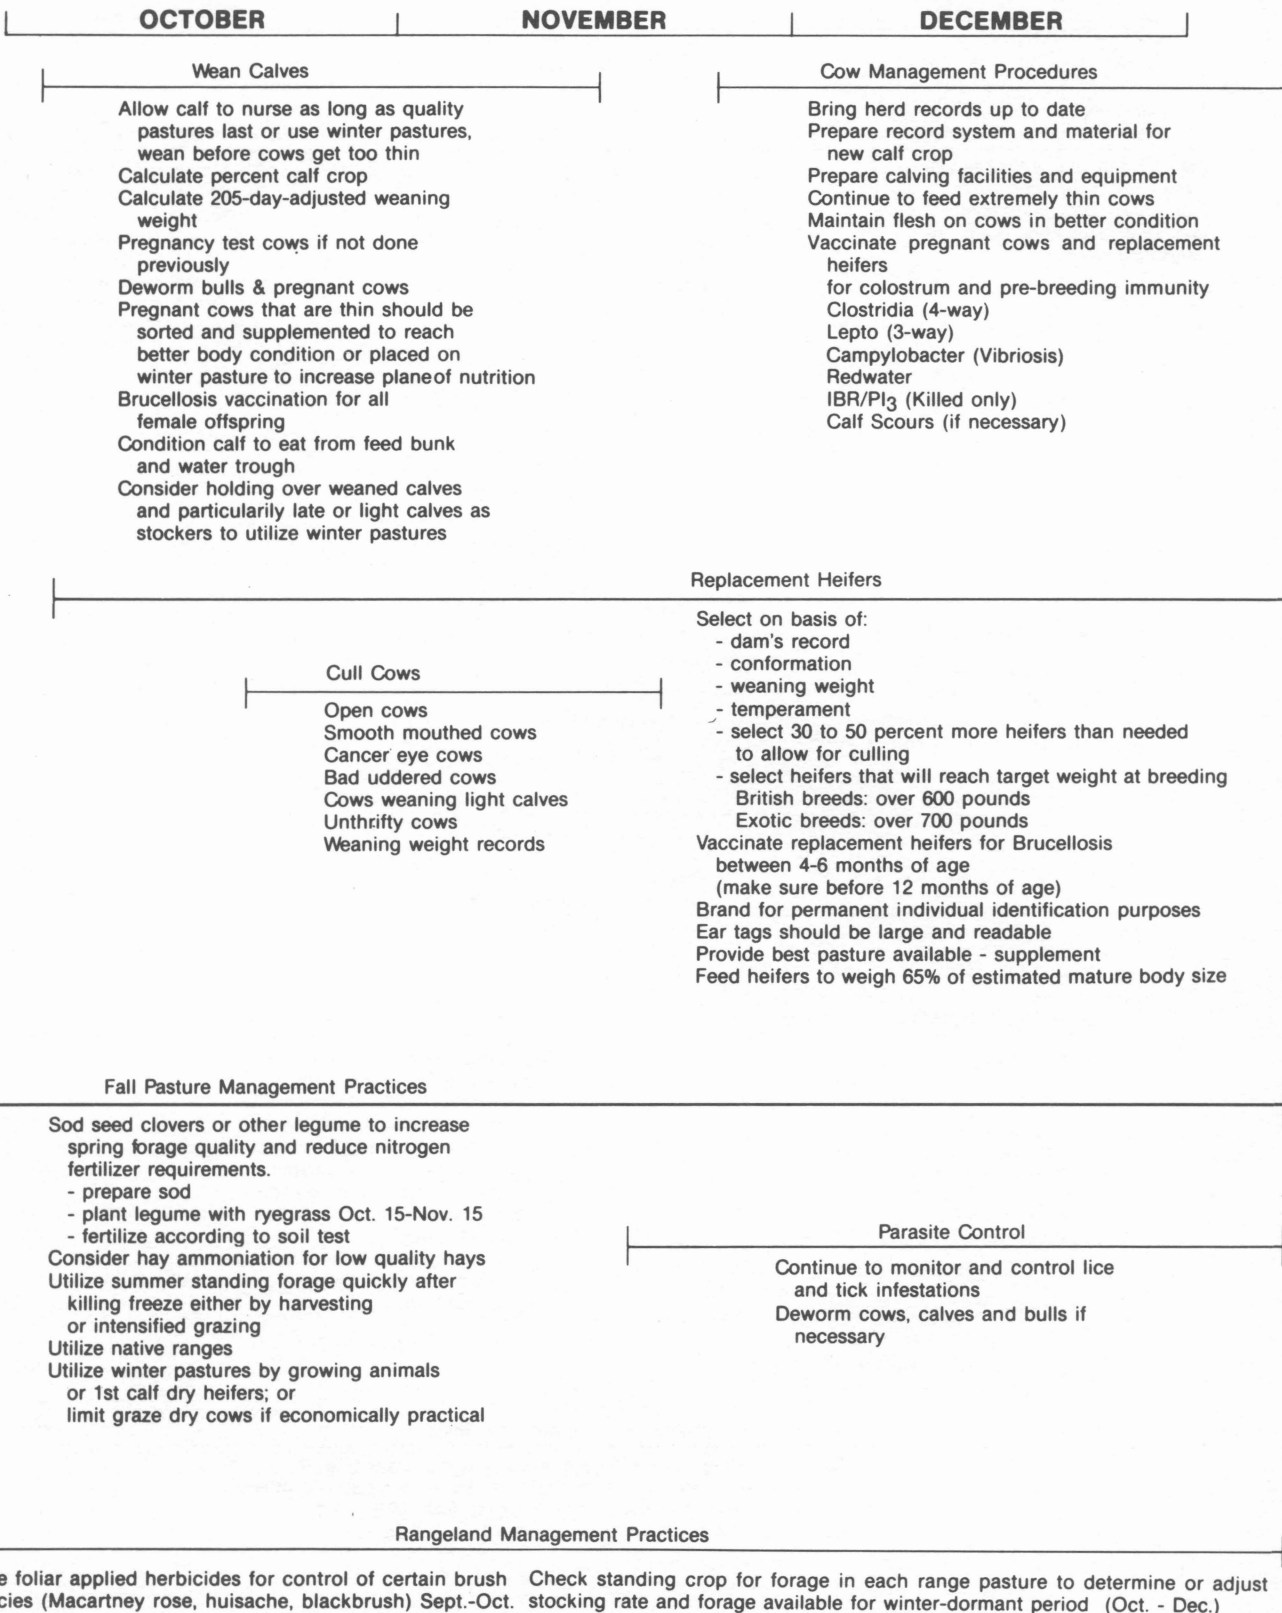 OCTOBER NOVEMBER DECEMBER
Wean Calves
Allow calf to nurse as long as quality
pastures last or use winter pastures,
wean before cows get too thin
Calculate percent calf crop
Calculate 205-day-adjusted weaning
weight
Pregnancy test cows if not done
previously
Deworm bulls & pregnant cows
Pregnant cows that are thin should be
sorted and supplemented to reach
better body condition or placed on
winter pasture to increase planeof nutrition
Brucellosis vaccination for all
female offspring
Condition calf to eat from feed bunk
and water trough
Consider holding over weaned calves
and particularily late or light calves as
stockers to utilize winter pastures
Cow Management Procedures
Bring herd records up to date
Prepare record system and material for
new calf crop
Prepare calving facilities and equipment
Continue to feed extremely thin cows
Maintain flesh on cows in better condition
Vaccinate pregnant cows and replacement
heifers
for colostrum and pre-breeding immunity
Clostridia (4-way)
Lepto (3-way)
Campylobacter (Vibriosis)
Redwater
IBR/PI3 (Killed only)
Calf Scours (if necessary)
Replacement Heifers
Select on basis of:
- dam's record
- conformation
- weaning weight
- temperament
- select 30 to 50 percent more heifers than needed
to allow for culling
- select heifers that will reach target weight at breeding
British breeds: over 600 pounds
Exotic breeds: over 700 pounds
Vaccinate replacement heifers for Brucellosis
between 4-6 months of age
(make sure before 12 months of age)
Brand for permanent individual identification purposes
Ear tags should be large and readable
Provide best pasture available - supplement
Feed heifers to weigh 65% of estimated mature body size
Cull Cows
Open cows
Smooth mouthed cows
Cancer eye cows
Bad uddered cows
Cows weaning light calves
Unthrifty cows
Weaning weight records
Fall Pasture Management Practices
Sod seed clovers or other legume to increase
spring forage quality and reduce nitrogen
fertilizer requirements.
- prepare sod
- plant legume with ryegrass Oct. 15-Nov. 15
- fertilize according to soil test
Consider hay ammoniation for low quality hays
Utilize summer standing forage quickly after
killing freeze either by harvesting
or intensified grazing
Utilize native ranges
Utilize winter pastures by growing animals
or 1st calf dry heifers; or
limit graze dry cows if economically practical
Parasite Control
Continue to monitor and control lice
and tick infestations
Deworm cows, calves and bulls if
necessary
Rangeland Management Practices
e foliar applied herbicides for control of certain brush
cies (Macartney rose, huisache, blackbrush) Sept.-Oct.
Check standing crop for forage in each range pasture to determine or adjust
stocking rate and forage available for winter-dormant period (Oct. - Dec.)